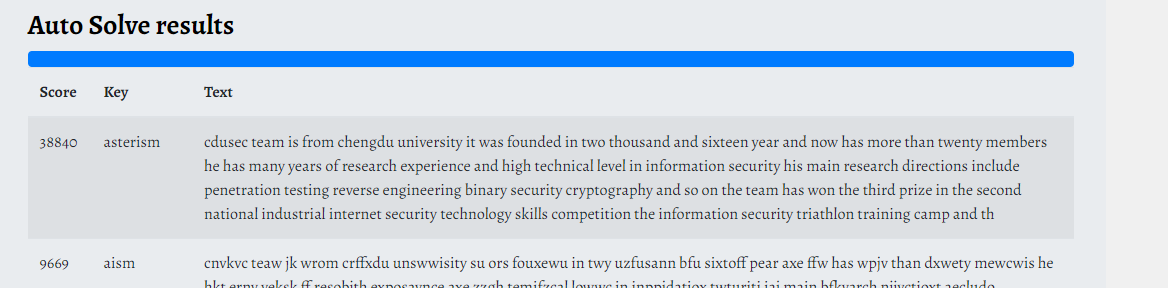 Auto Solve results
Score Key Text
38840 asterism cdusec team is from chengdu university it was founded in two thousand and sixteen year and now has more than twenty members
he has many years of research experience and high technical level in information security his main research directions include
penetration testing reverse engineering binary security cryptography and so on the team has won the third prize in the second
national industrial internet security technology skills competition the information security triathlon training camp and th
9669 aism cnvkvc teaw jk wrom crffxdu unswwisity su ors fouxewu in twy uzfusann bfu sixtoff pear axe ffw has wpjv than dxwety mewcwis he